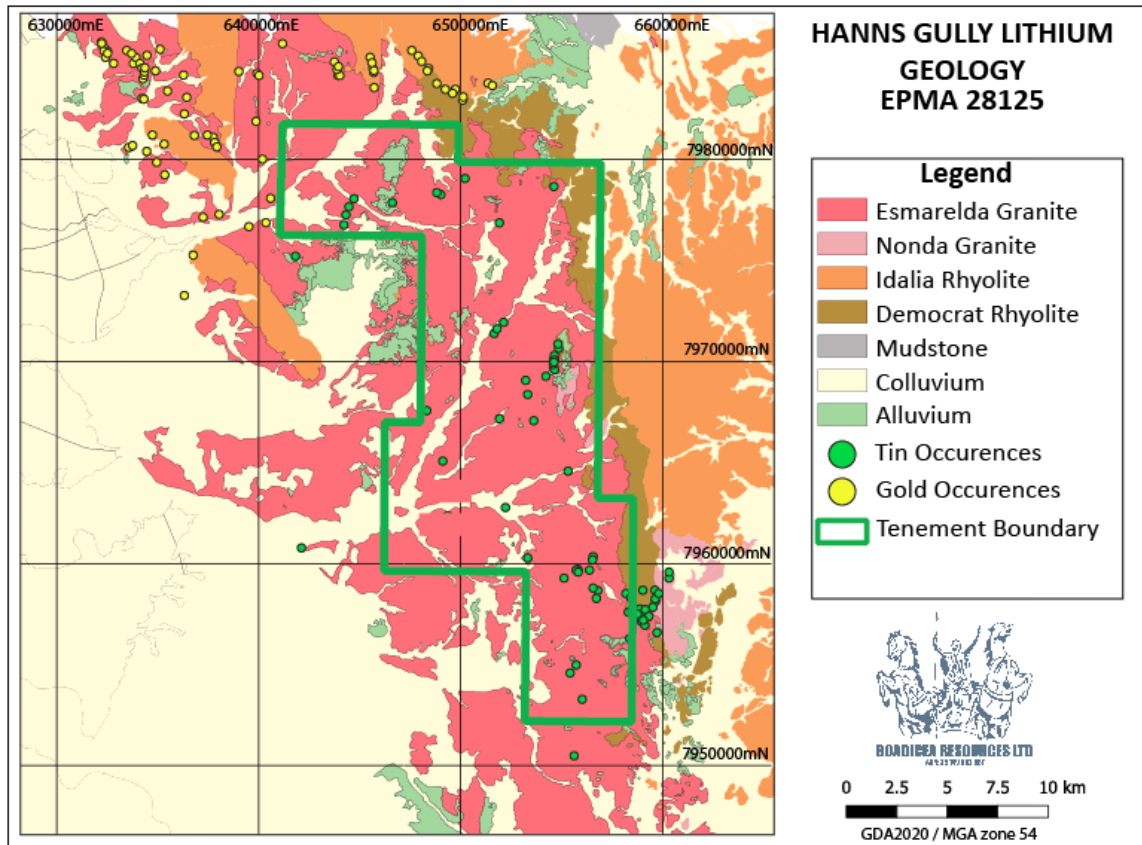 630000mE 640000mE 650000mE 660000mE
7980000mN
7970000mN
7960000mN
7950000mN
HANNS GULLY LITHIUM
GEOLOGY
EPMA 28125
Legend
Esmarelda Granite
Nonda Granite
Idalia Rhyolite
Democrat Rhyolite
Mudstone
Colluvium
Alluvium
Tin Occurences
Gold Occurences
Tenement Boundary
BOADICEA RESOURCES LTD
0 2.5 5 7.5 10 km
GDA2020 / MGA zone 54